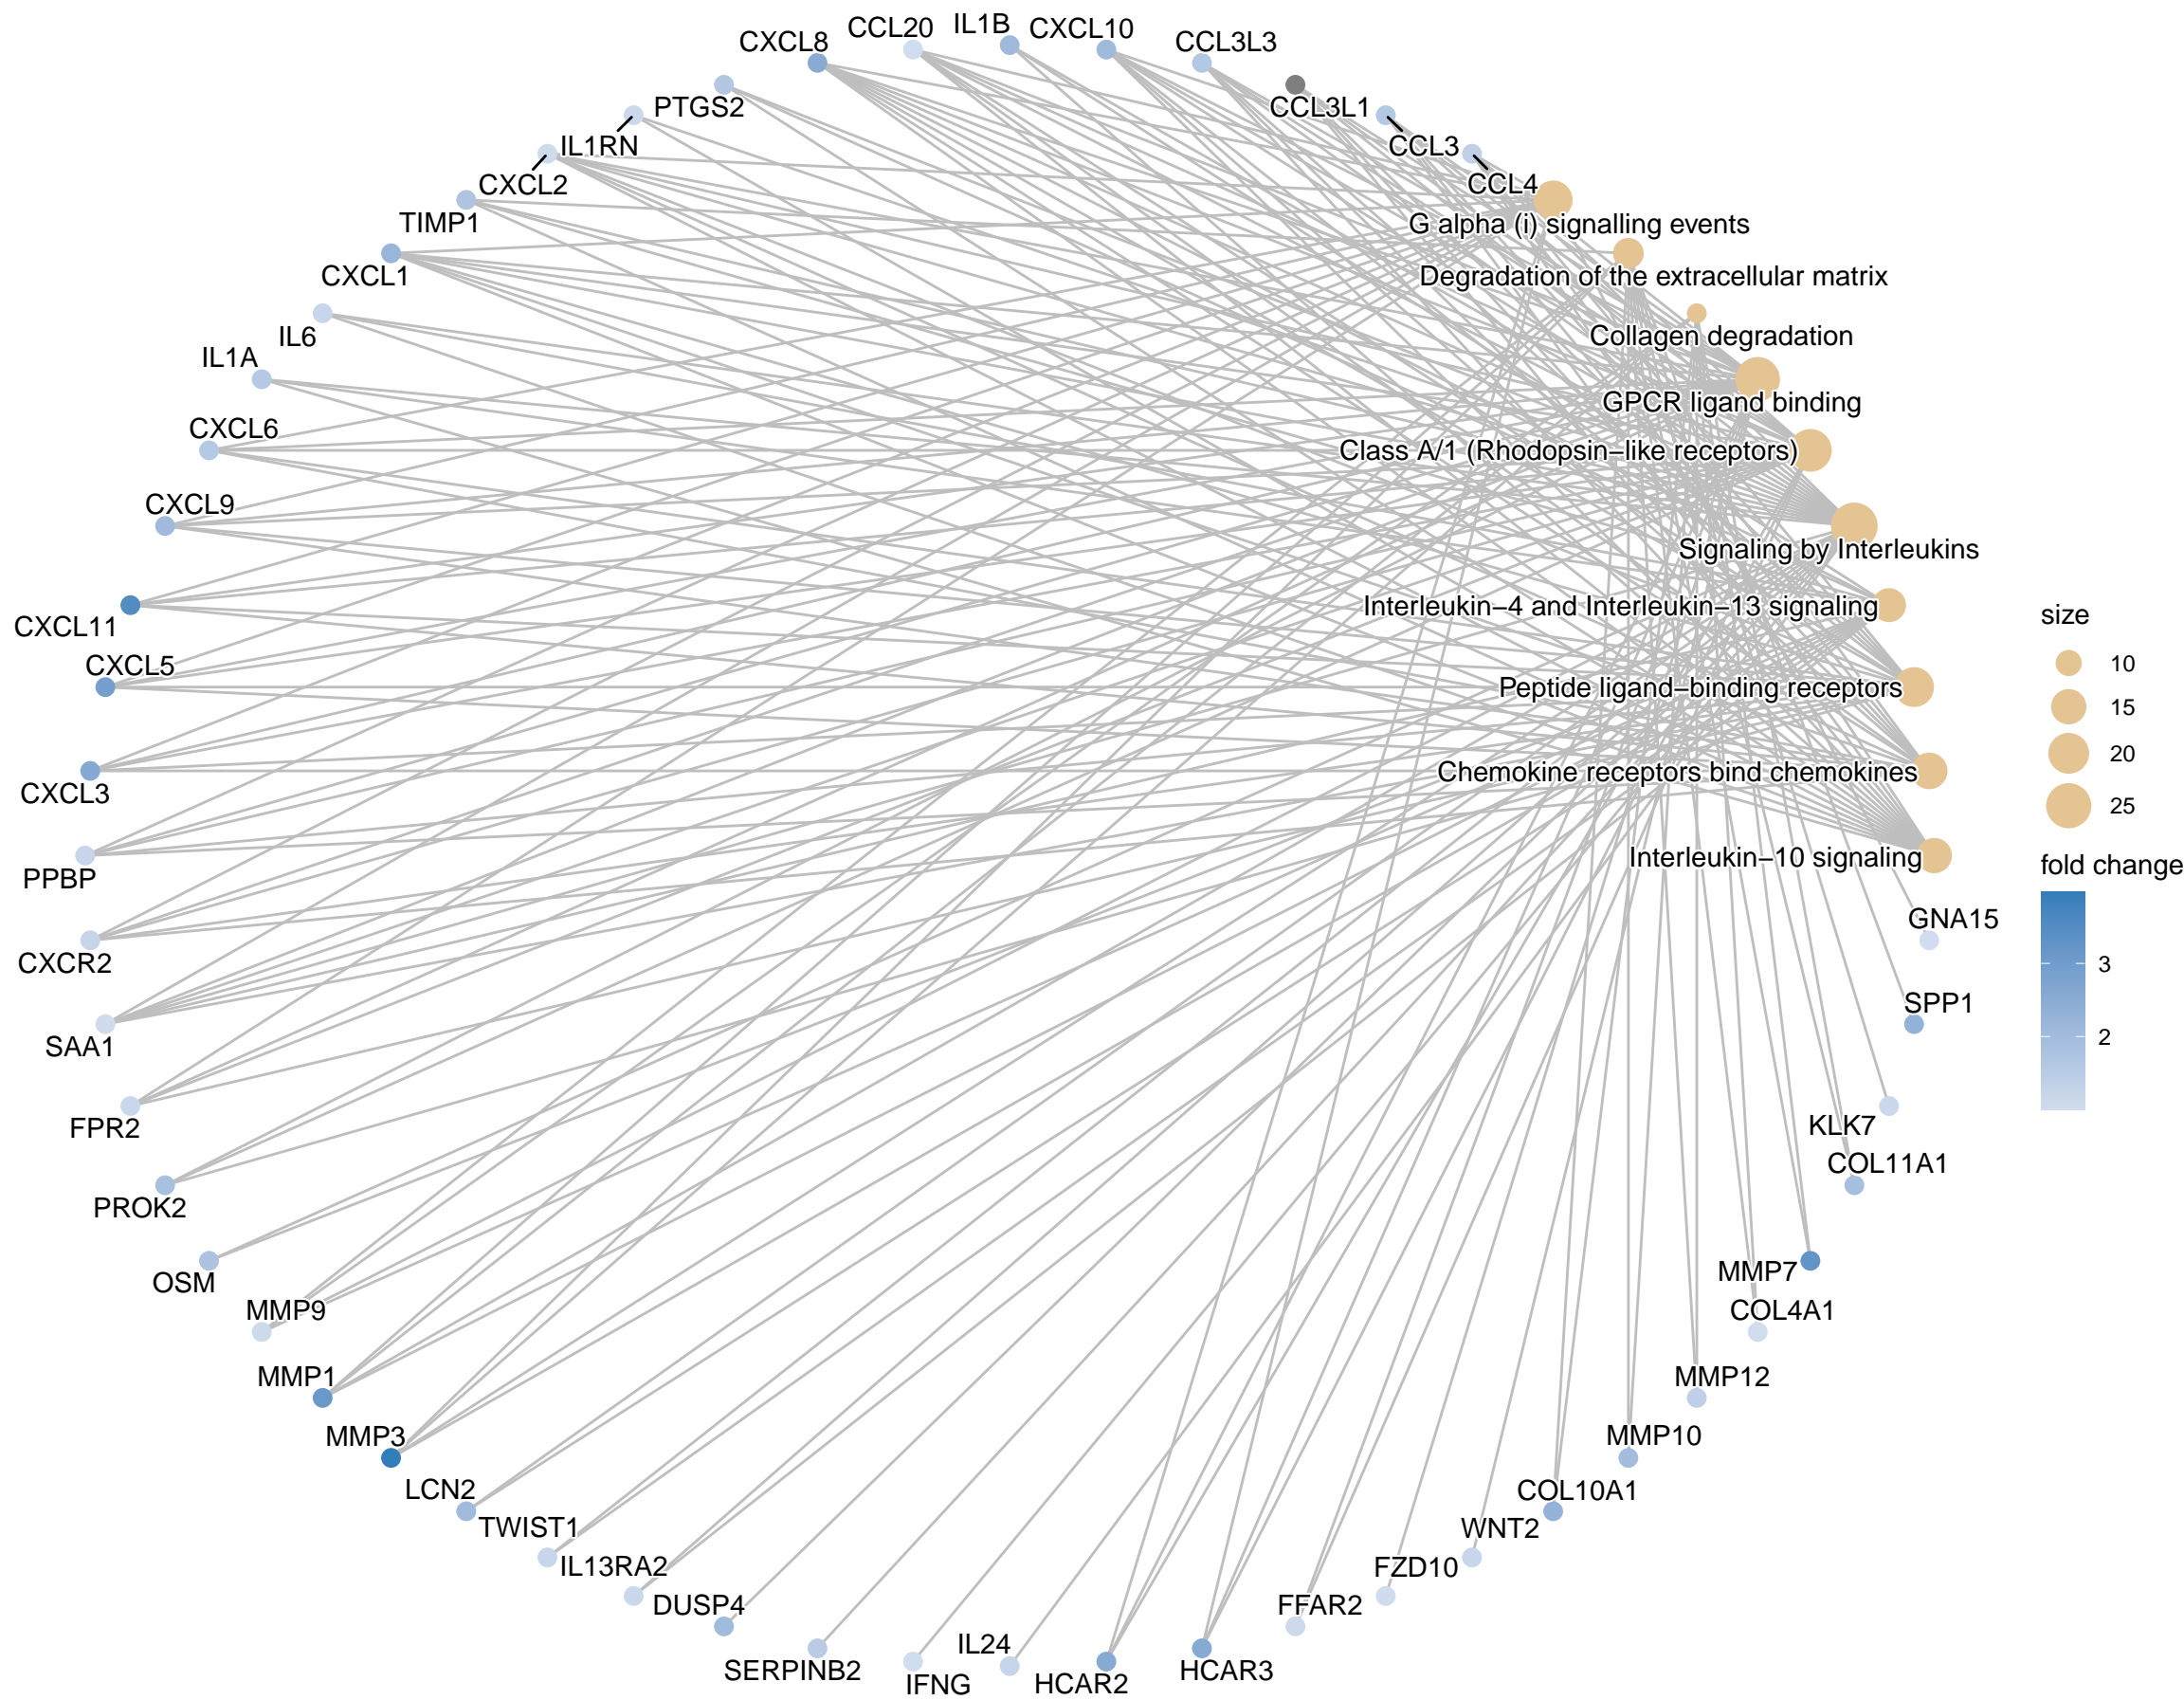 CXCL8
CCL20
IL1B
CXCL10
CCL3L3
PTGS2
CCL3L1
IL1RN
CCL3
CXCL2
CCL4
TIMP1
G alpha (i) signalling events
CXCL1
Degradation of the extracellular matrix
IL6
Collagen degradation
IL1A
GPCR ligand binding
CXCL6
Class A/1 (Rhodopsin−like receptors)
CXCL9
Signaling by Interleukins
CXCL11
Interleukin−4 and Interleukin−13 signaling
CXCL5
Peptide ligand−binding receptors
CXCL3
Chemokine receptors bind chemokines
PPBP
Interleukin−10 signaling
CXCR2
GNA15
SAA1
SPP1
FPR2
KLK7
COL11A1
PROK2
OSM
MMP7
MMP9
COL4A1
MMP1
MMP12
MMP3
MMP10
LCN2
COL10A1
TWIST1
WNT2
IL13RA2
FZD10
DUSP4
FFAR2
SERPINB2
IFNG
IL24
HCAR2
HCAR3
size
10
15
20
25
fold change
3
2